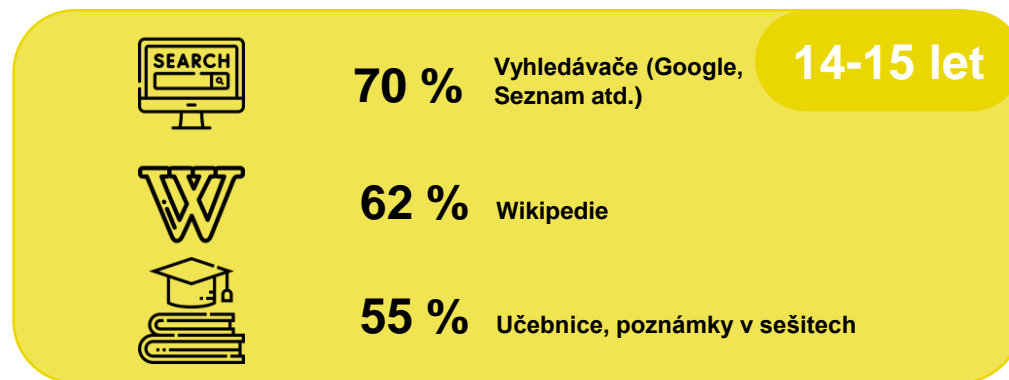 14-15 let
SEARCH
70 %
Vyhledávače (Google,
Seznam atd.)
62 %
Wikipedie
55 %
Učebnice, poznámky v sešitech